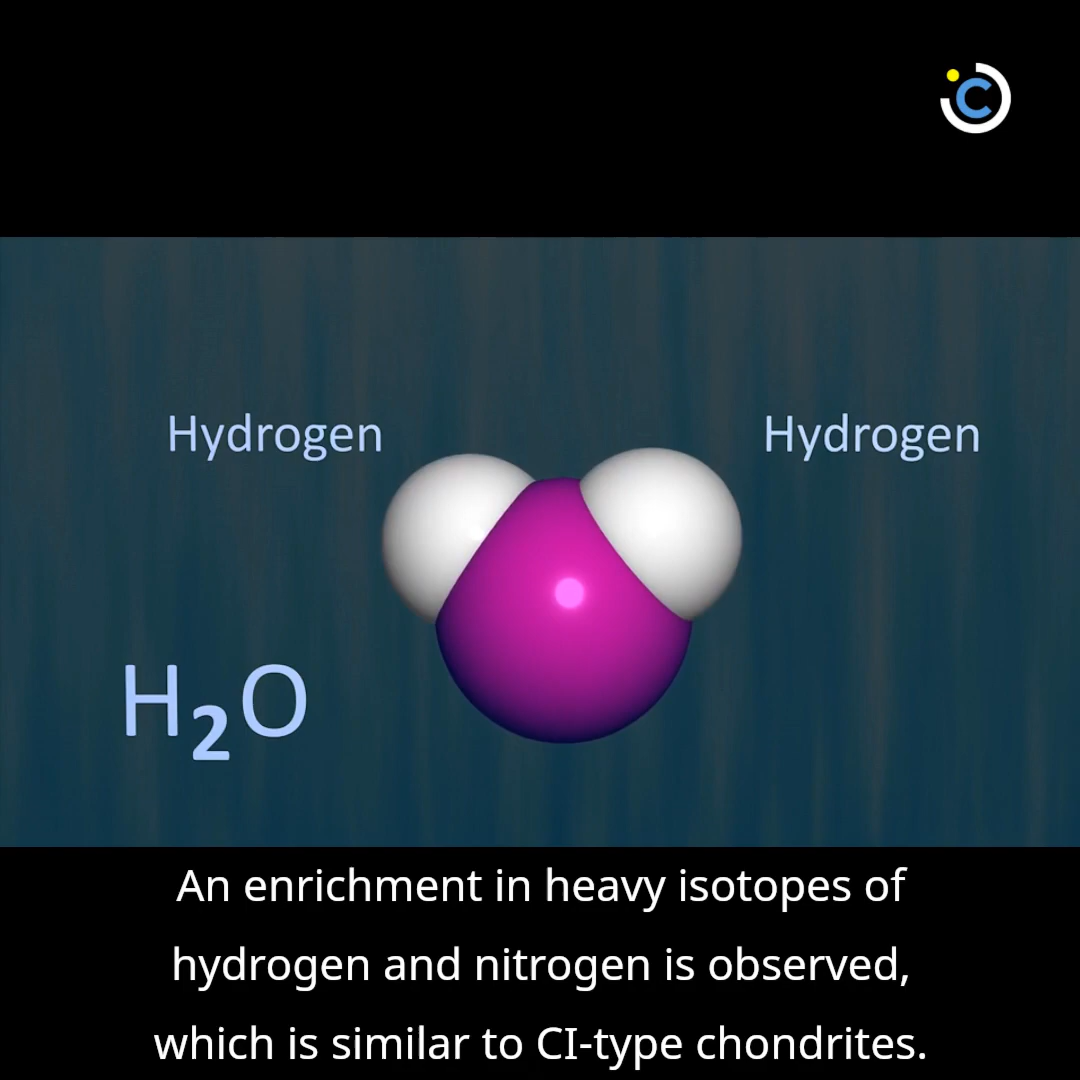 Hydrogen
Hydrogen
H₂O
An enrichment in heavy isotopes of
hydrogen and nitrogen is observed,
which is similar to CI-type chondrites.